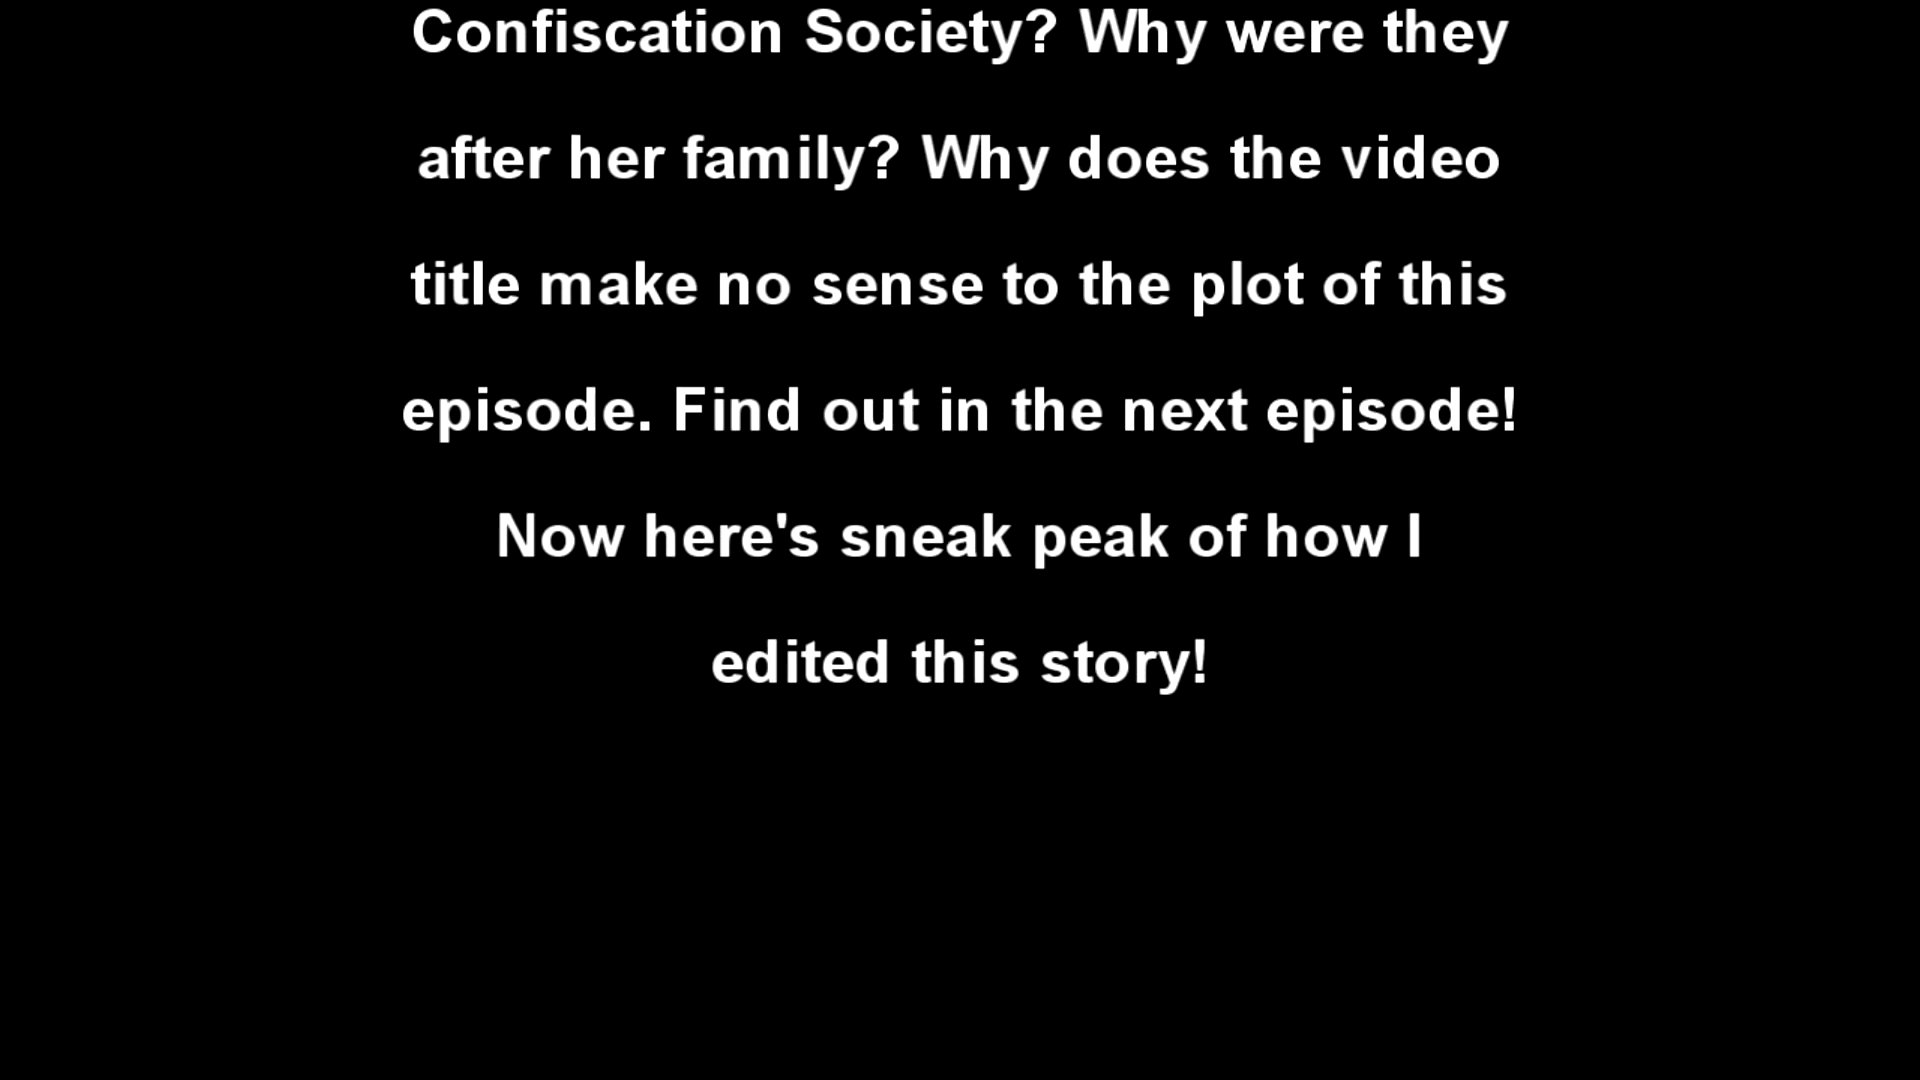 Confiscation Society? Why were they
after her family? Why does the video
title make no sense to the plot of this
episode. Find out in the next episode!
Now here's sneak peak of how I
edited this story!